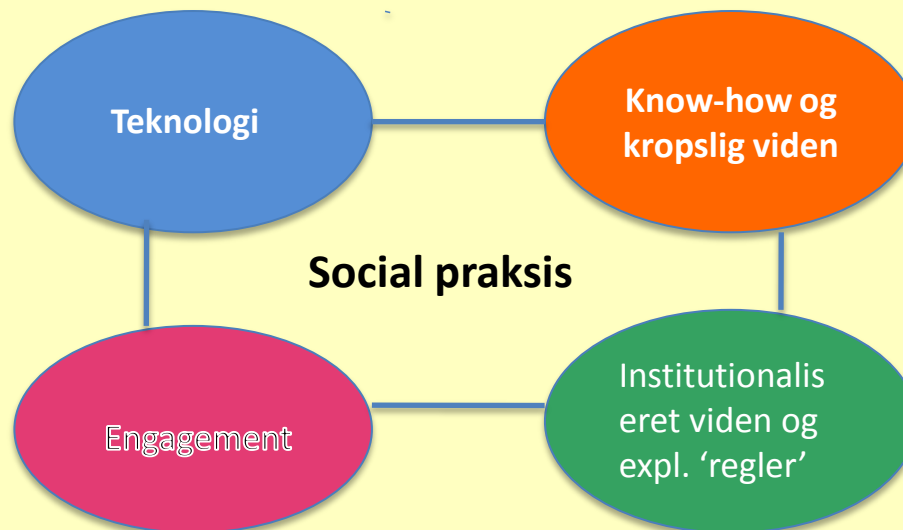 Teknologi
Know-how og
kropslig viden
Social praksis
Engagement
Institutionalis
eret viden og
expl. ‘regler’